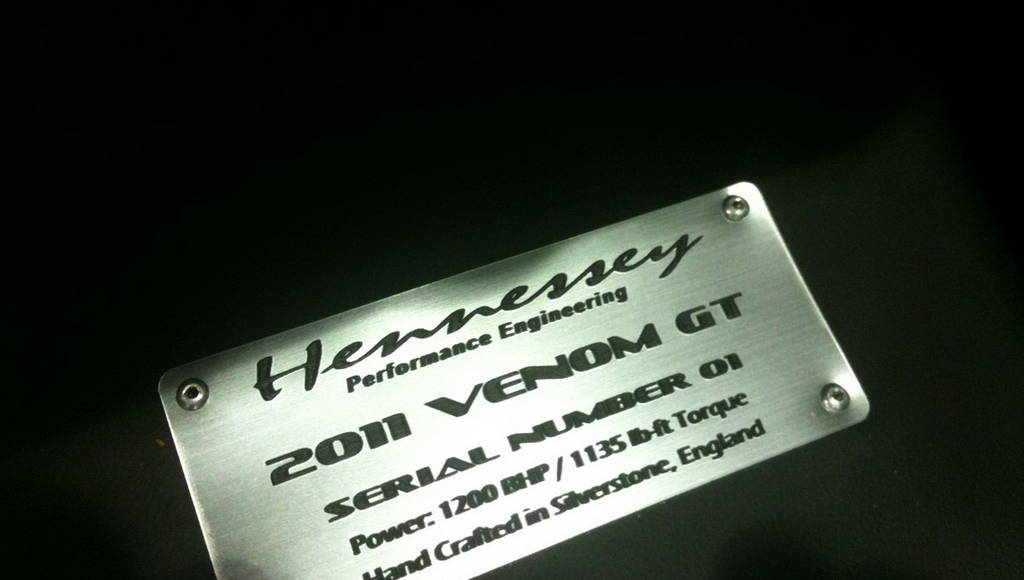 Hennessey
Performance Engineering
2011 VENOM GT
SERIAL NUMBER 01
Power: 1200 BHP / 1135 lb-ft Torque
Hand Crafted in Silverstone, England